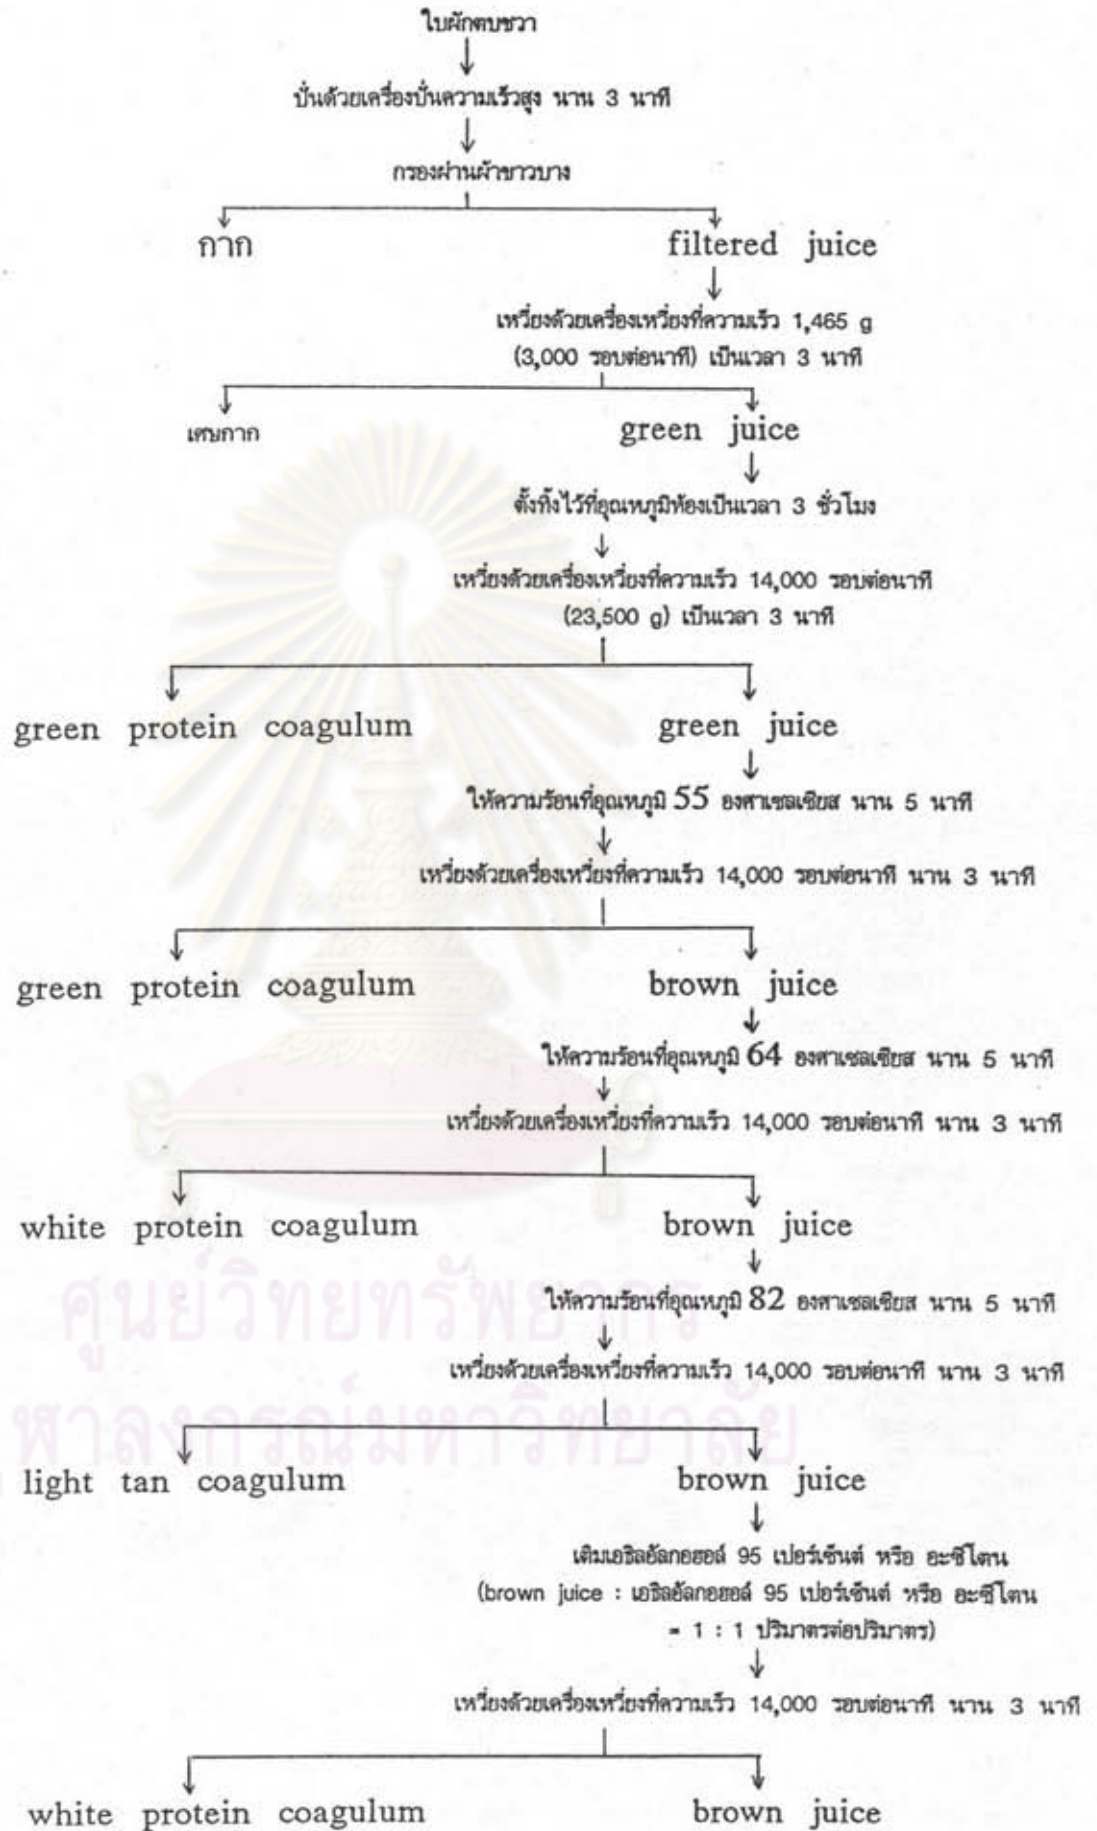 ใบผักตบชวา
ปั่นด้วยเครื่องปั่นความเร็วสูง นาน 3 นาที
กรองผ่านผ้าขาวบาง
กาก filtered juice
เหวี่ยงด้วยเครื่องเหวี่ยงที่ความเร็ว 1,465 g
(3,000 รอบต่อนาที) เป็นเวลา 3 นาที
เศษกาก green juice
ตั้งทิ้งไว้ที่อุณหภูมิห้องเป็นเวลา 3 ชั่วโมง
เหวี่ยงด้วยเครื่องเหวี่ยงที่ความเร็ว 14,000 รอบต่อนาที
(23,500 g) เป็นเวลา 3 นาที
green protein coagulum green juice
ให้ความร้อนที่อุณหภูมิ 55 องศาเซลเซียส นาน 5 นาที
เหวี่ยงด้วยเครื่องเหวี่ยงที่ความเร็ว 14,000 รอบต่อนาที นาน 3 นาที
green protein coagulum brown juice
ให้ความร้อนที่อุณหภูมิ 64 องศาเซลเซียส นาน 5 นาที
เหวี่ยงด้วยเครื่องเหวี่ยงที่ความเร็ว 14,000 รอบต่อนาที นาน 3 นาที
white protein coagulum brown juice
ศูนย์วิทยทรัพยากร
ให้ความร้อนที่อุณหภูมิ 82 องศาเซลเซียส นาน 5 นาที
เหวี่ยงด้วยเครื่องเหวี่ยงที่ความเร็ว 14,000 รอบต่อนาที นาน 3 นาที
ฬาลงกรณ์มหาวิทยาลัย
light tan coagulum brown juice
เติมเอธิลอัลกอฮอล์ 95 เปอร์เซ็นต์ หรือ อะซีโตน
(brown juice : เอธิลอัลกอฮอล์ 95 เปอร์เซ็นต์ หรือ อะซีโตน
= 1 : 1 ปริมาตรต่อปริมาตร)
เหวี่ยงด้วยเครื่องเหวี่ยงที่ความเร็ว 14,000 รอบต่อนาที นาน 3 นาที
white protein coagulum brown juice